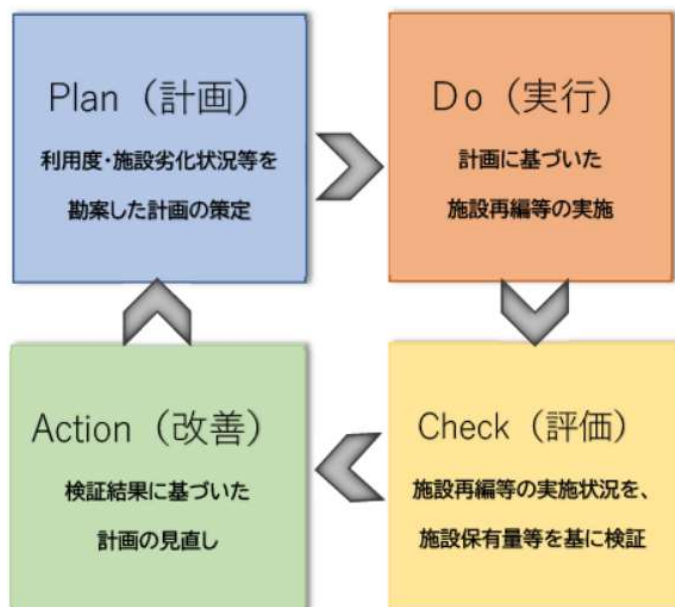 Plan（計画）
利用度・施設劣化状況等を
勘案した計画の策定
Do（実行）
計画に基づいた
施設再編等の実施
Action（改善）
検証結果に基づいた
計画の見直し
Check（評価）
施設再編等の実施状況を、
施設保有量等を基に検証